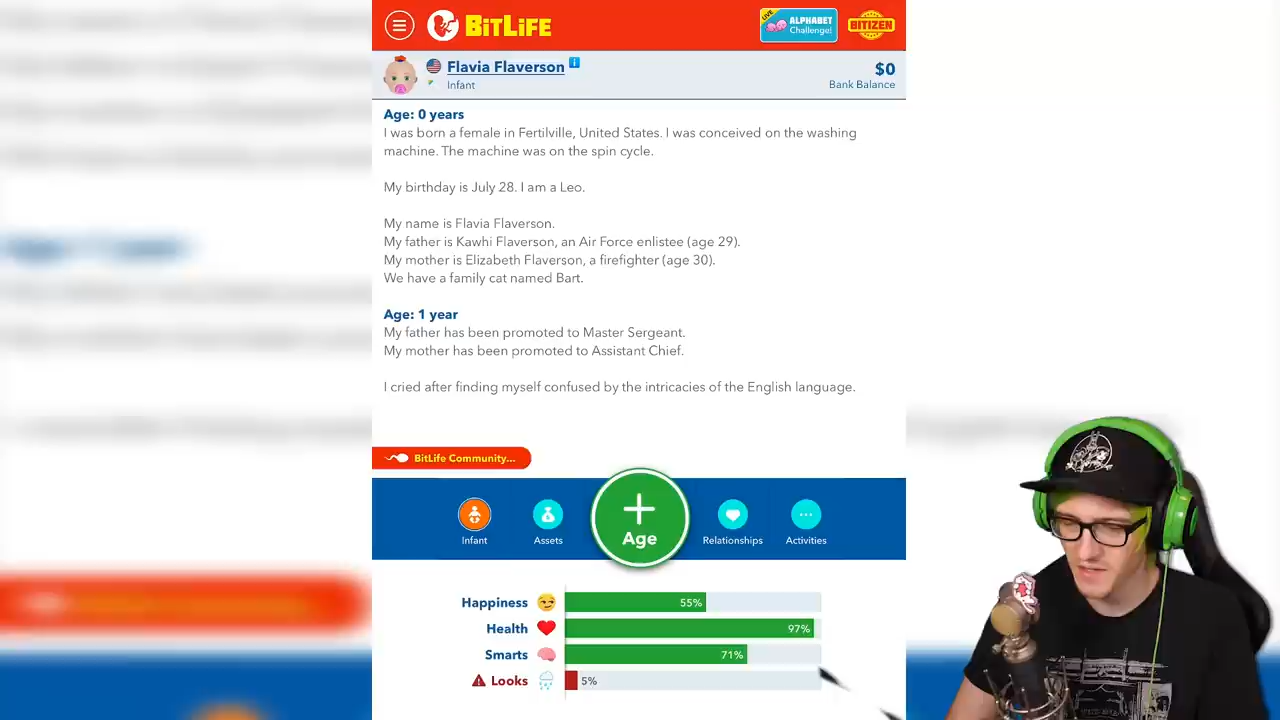 BitLiFE
LIVE
ALPHABET
Challenge!
BITIZEN
Flavia Flaverson
Infant
$0
Bank Balance
Age: 0 years
I was born a female in Fertilville, United States. I was conceived on the washing
machine. The machine was on the spin cycle.
My birthday is July 28. I am a Leo.
My name is Flavia Flaverson.
My father is Kawhi Flaverson, an Air Force enlistee (age 29).
My mother is Elizabeth Flaverson, a firefighter (age 30).
We have a family cat named Bart.
Age: 1 year
My father has been promoted to Master Sergeant.
My mother has been promoted to Assistant Chief.
I cried after finding myself confused by the intricacies of the English language.
BitLife Community...
Infant
Assets
+
Age
Relationships
Activities
Happiness 55%
Health 97%
Smarts 71%
Looks 5%